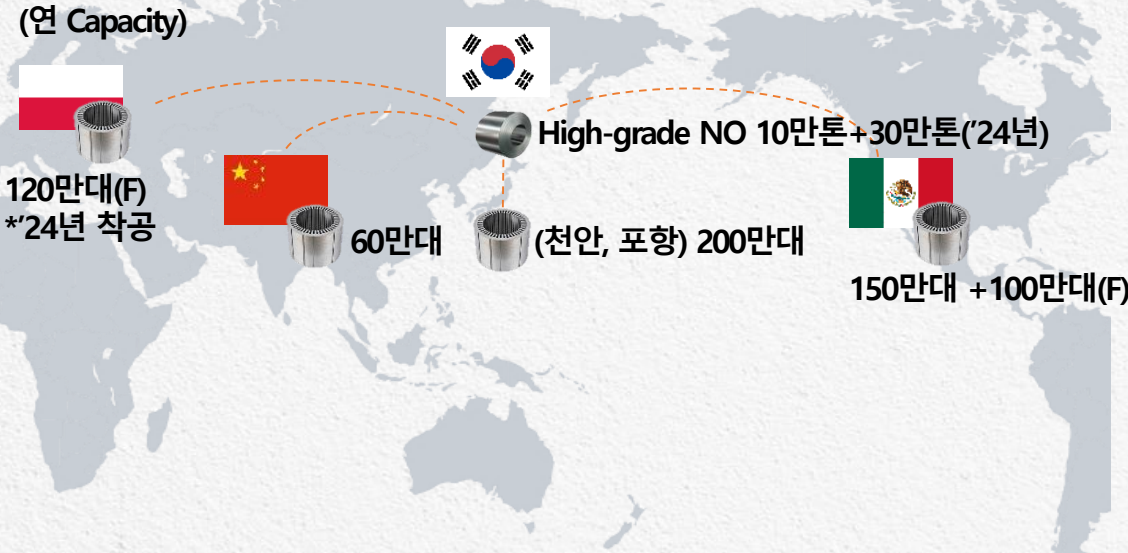 (연 Capacity)
High-grade NO 10만톤+30만톤('24년)
120만대(F)
*'24년 착공
60만대
(천안, 포항) 200만대
150만대 +100만대(F)